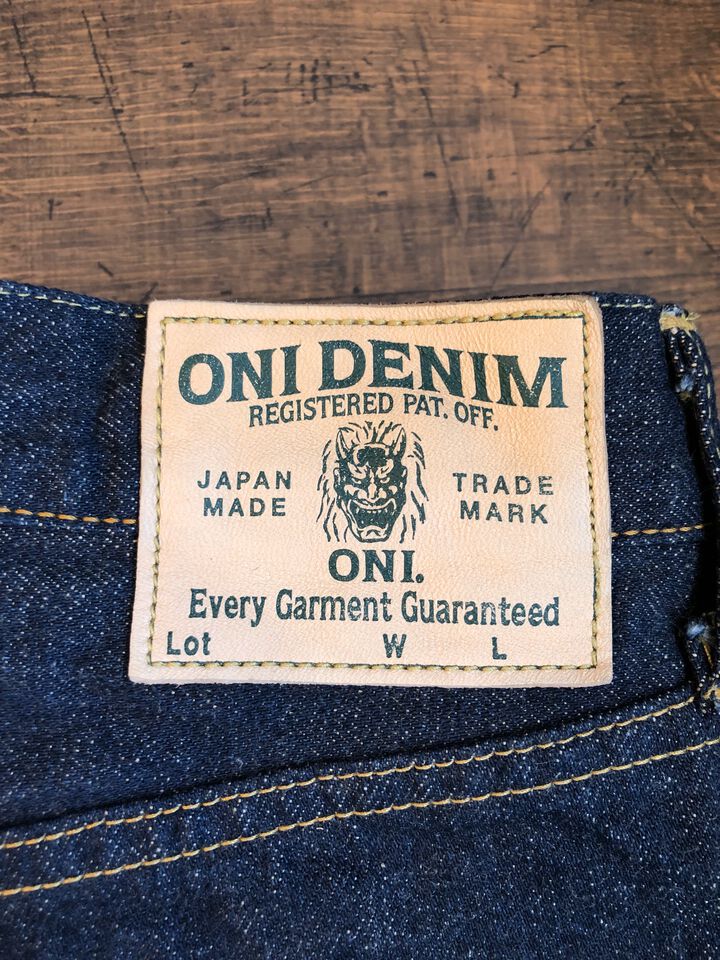 ONI DENIM
REGISTERED PAT. OFF.
JAPAN MADE
TRADE MARK
ONI.
Every Garment Guaranteed
Lot W L